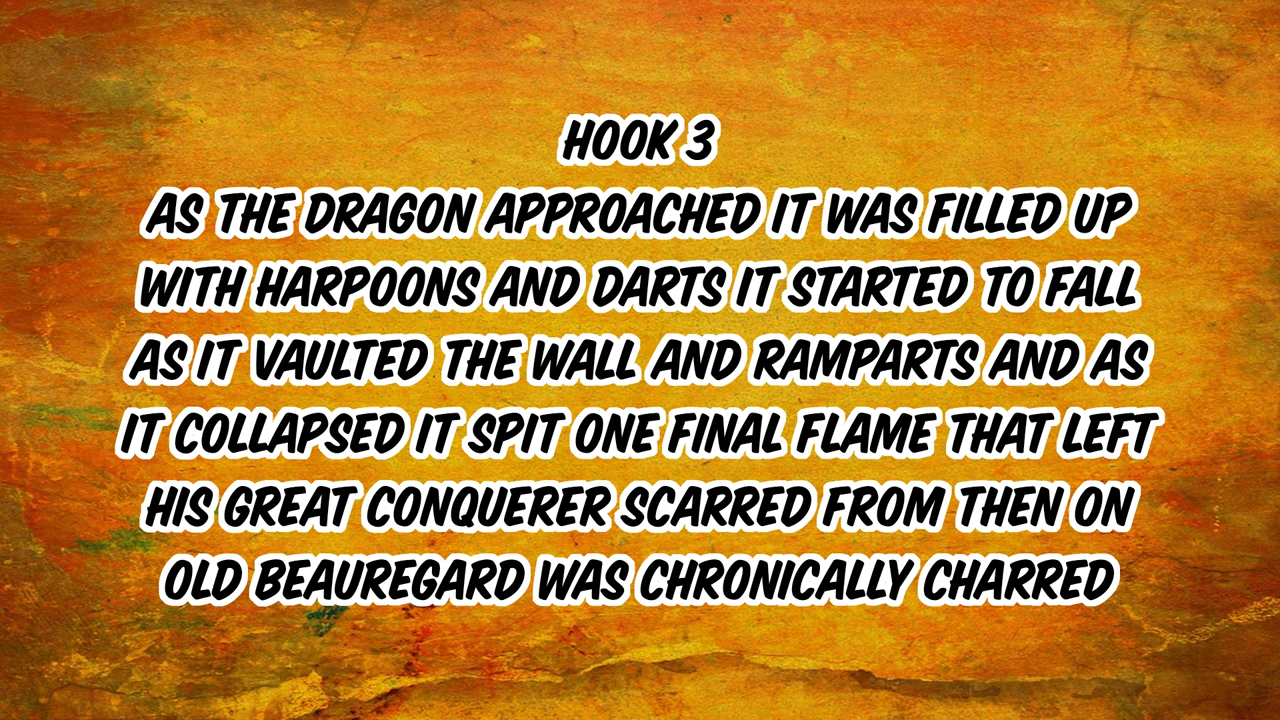 HOOK 3
AS THE DRAGON APPROACHED IT WAS FILLED UP
WITH HARPOONS AND DARTS IT STARTED TO FALL
AS IT VAULTED THE WALL AND RAMPARTS AND AS
IT COLLAPSED IT SPIT ONE FINAL FLAME THAT LEFT
HIS GREAT CONQUERER SCARRED FROM THEN ON
OLD BEAUREGARD WAS CHRONICALLY CHARRED